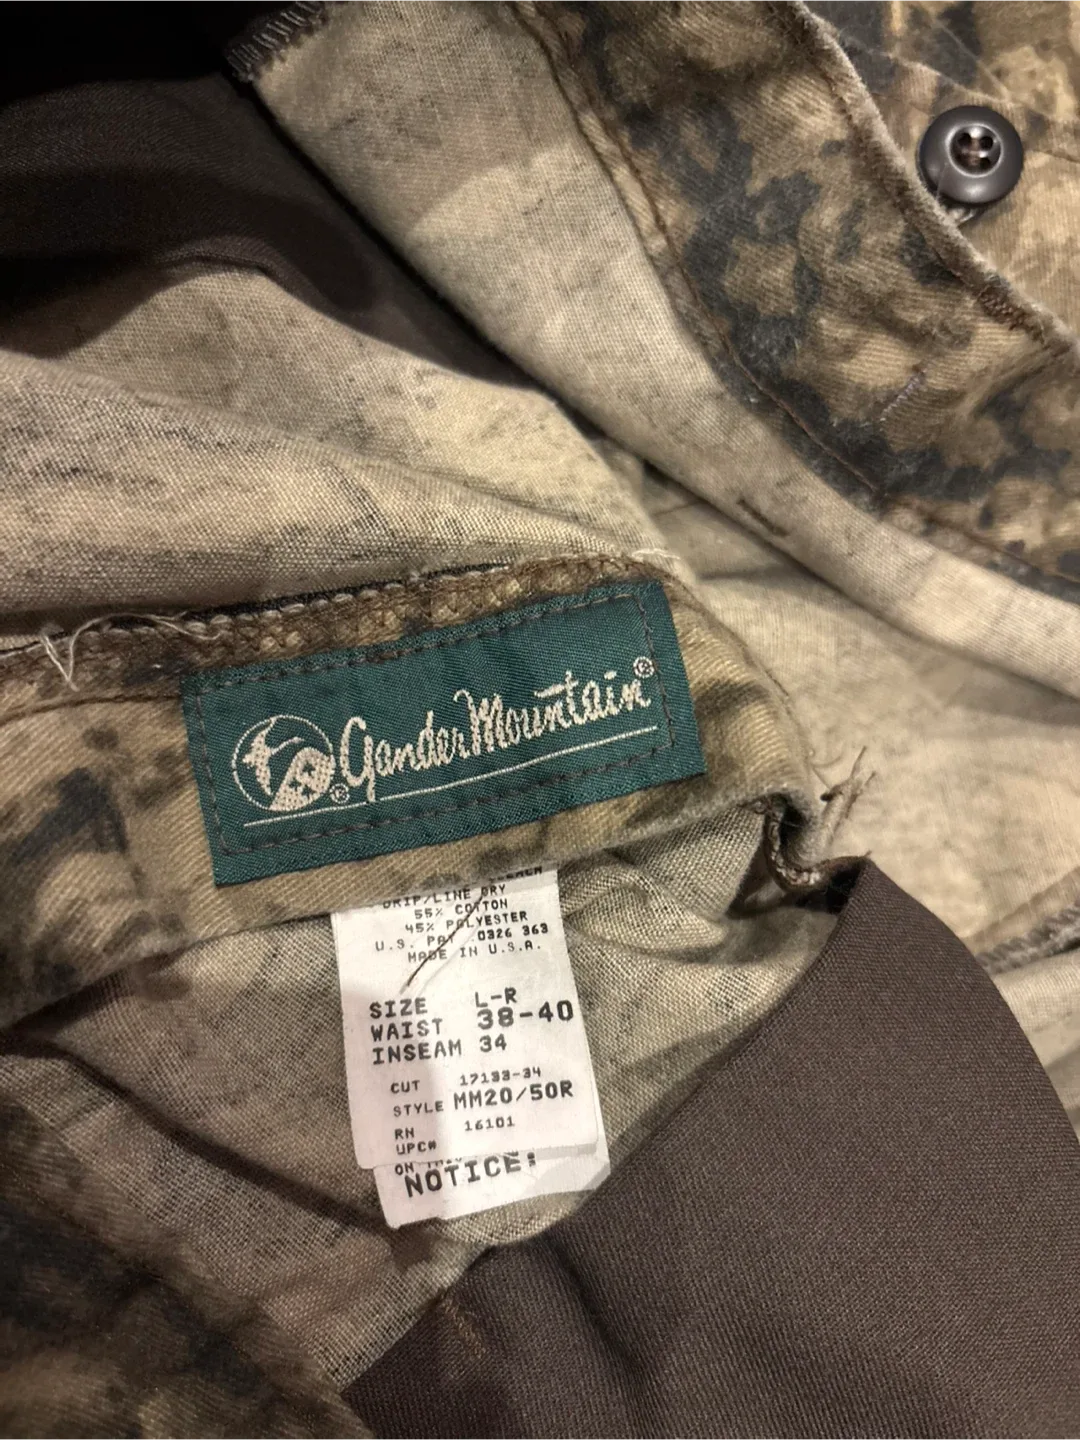 Gander Mountain®
®
DRIP/LINE DRY
55% COTTON
45% POLYESTER
U.S. PAT 0326 363
MADE IN U.S.A.
SIZE L-R
WAIST 38-40
INSEAM 34
CUT 17133-34
STYLE MM20/50R
RN 16101
UPC#
ON
NOTICE: